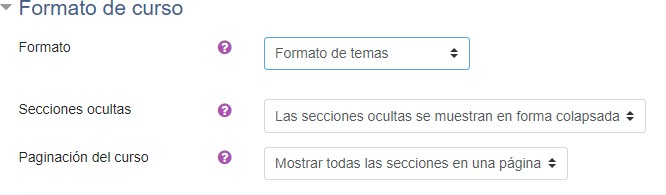 Formato de curso
Formato
Formato de temas
Secciones ocultas
Las secciones ocultas se muestran en forma colapsada
Paginación del curso
Mostrar todas las secciones en una página